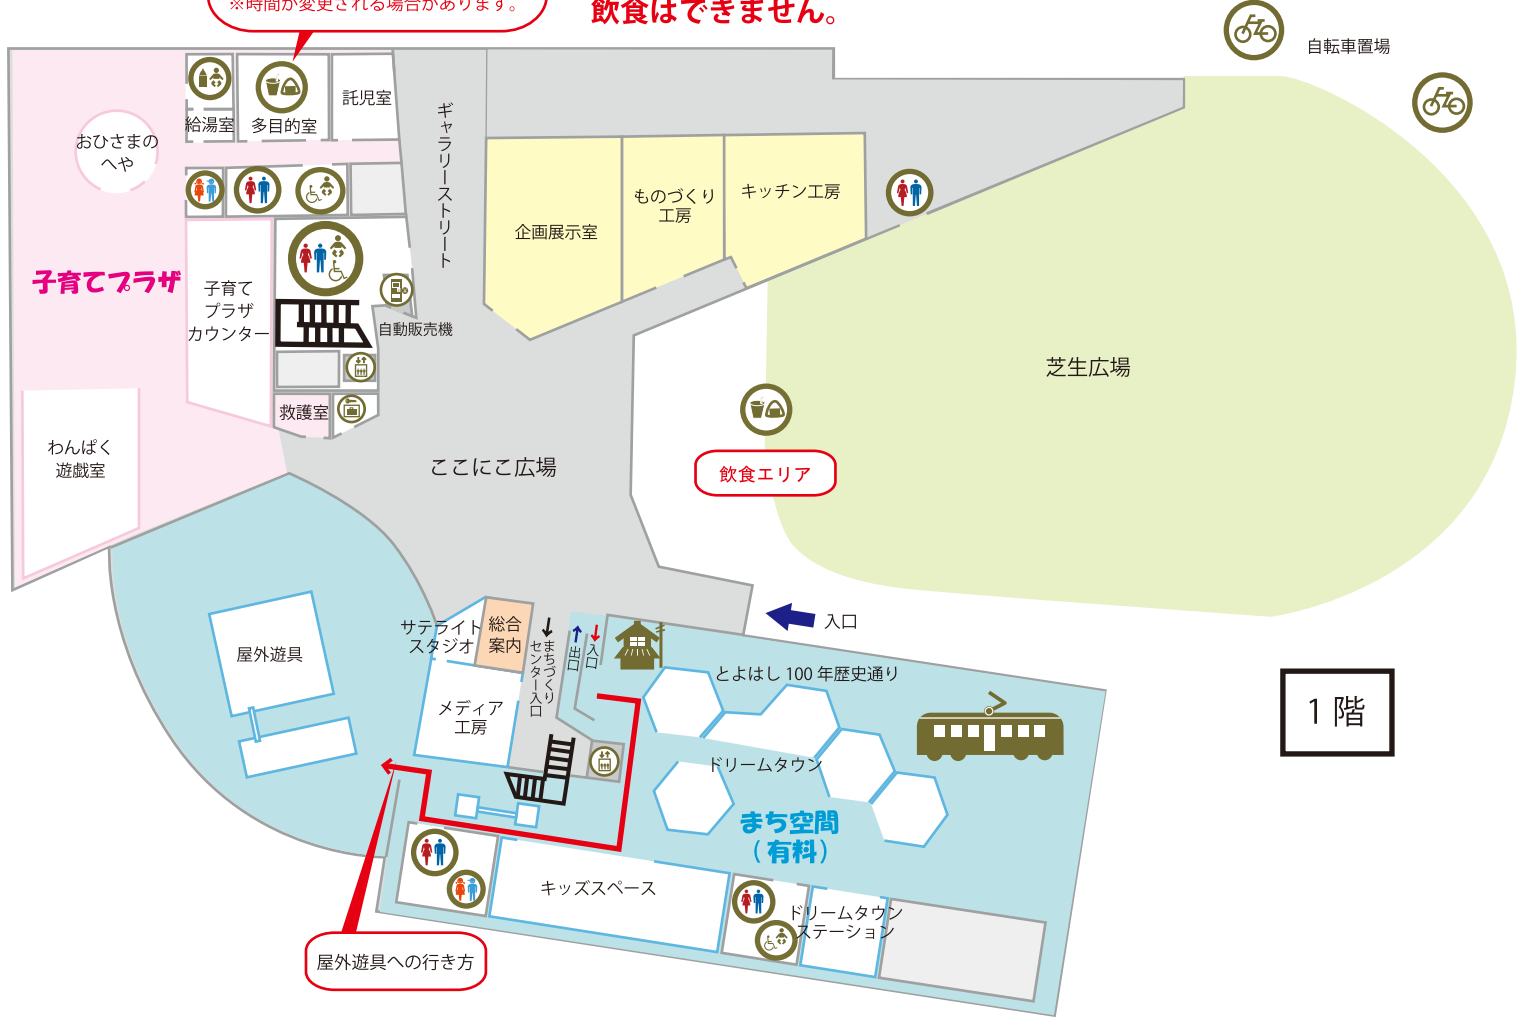 ※時間が変更される場合があります。
飲食はできません。
自転車置場
給湯室
多目的室
託児室
おひさまの
へや
ギャラリーストリート
企画展示室
ものづくり
工房
キッチン工房
子育てプラザ
子育て
プラザ
カウンター
自動販売機
芝生広場
救護室
わんぱく
遊戯室
ここにこ広場
飲食エリア
入口
サテライト
スタジオ
総合
案内
まちづくり
センター入口
出口
入口
屋外遊具
とよはし100年歴史通り
メディア
工房
1階
ドリームタウン
まち空間
(有料)
キッズスペース
ドリームタウン
ステーション
屋外遊具への行き方